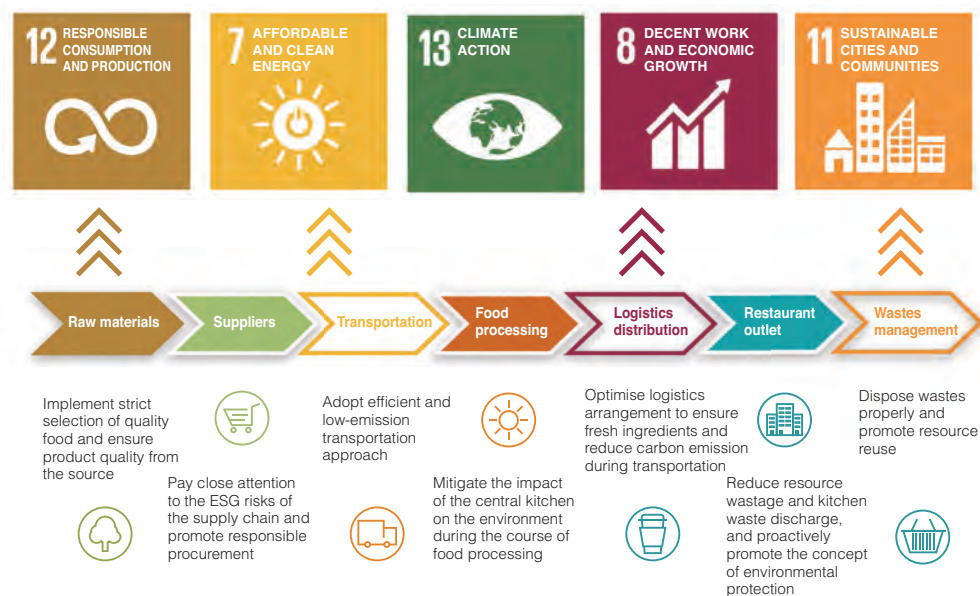 12 RESPONSIBLE
CONSUMPTION
AND PRODUCTION
7 AFFORDABLE
AND CLEAN
ENERGY
13 CLIMATE
ACTION
8 DECENT WORK
AND ECONOMIC
GROWTH
11 SUSTAINABLE
CITIES AND
COMMUNITIES
Raw materials
Suppliers
Transportation
Food
processing
Logistics
distribution
Restaurant
outlet
Wastes
management
Implement strict
selection of quality
food and ensure
product quality from
the source
Pay close attention
to the ESG risks of
the supply chain and
promote responsible
procurement
Adopt efficient and
low-emission
transportation
approach
Mitigate the impact
of the central kitchen
on the environment
during the course of
food processing
Optimise logistics
arrangement to ensure
fresh ingredients and
reduce carbon emission
during transportation
Reduce resource
wastage and kitchen
waste discharge,
and proactively
promote the concept
of environmental
protection
Dispose wastes
properly and
promote resource
reuse